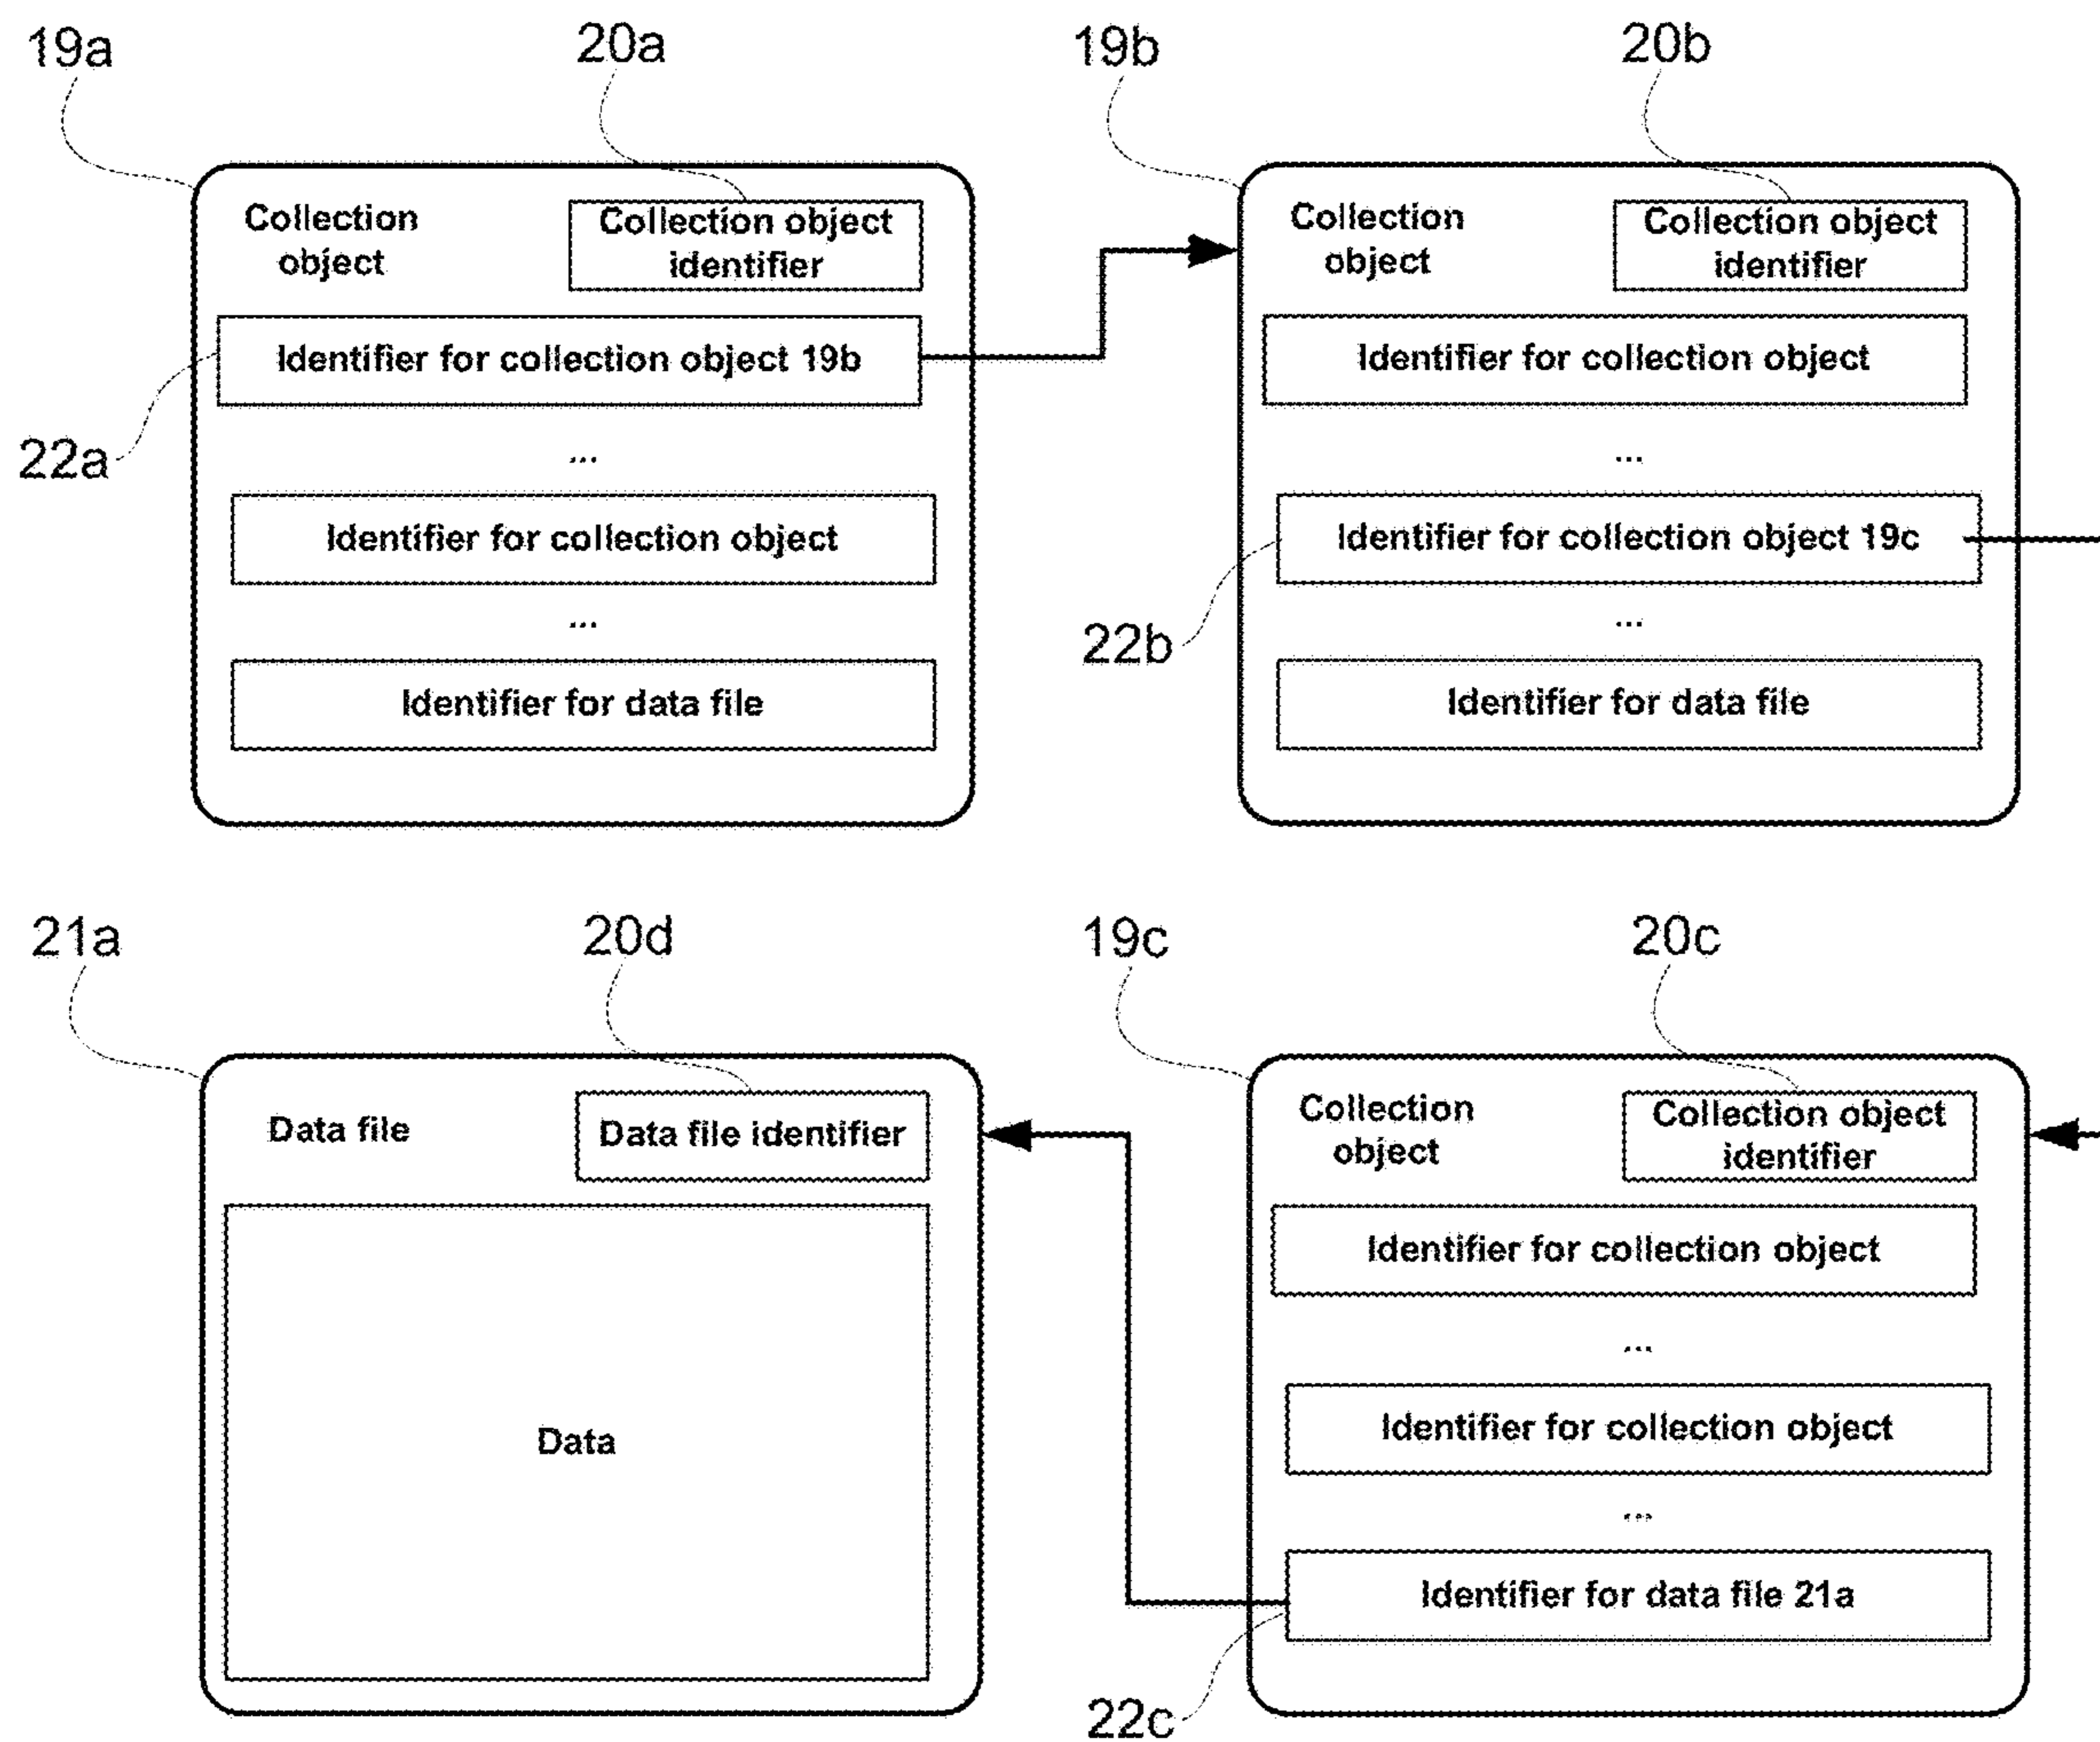 19a
20a
19b
20b
Collection
object
Collection object
identifier
Identifier for collection object 19b
22a
...
Identifier for collection object
...
Identifier for data file
Collection
object
Collection object
identifier
Identifier for collection object
...
Identifier for collection object 19c
22b
...
Identifier for data file
21a
20d
19c
20c
Data file
Data file identifier
Data
Collection
object
Collection object
identifier
Identifier for collection object
...
Identifier for collection object
...
Identifier for data file 21a
22c